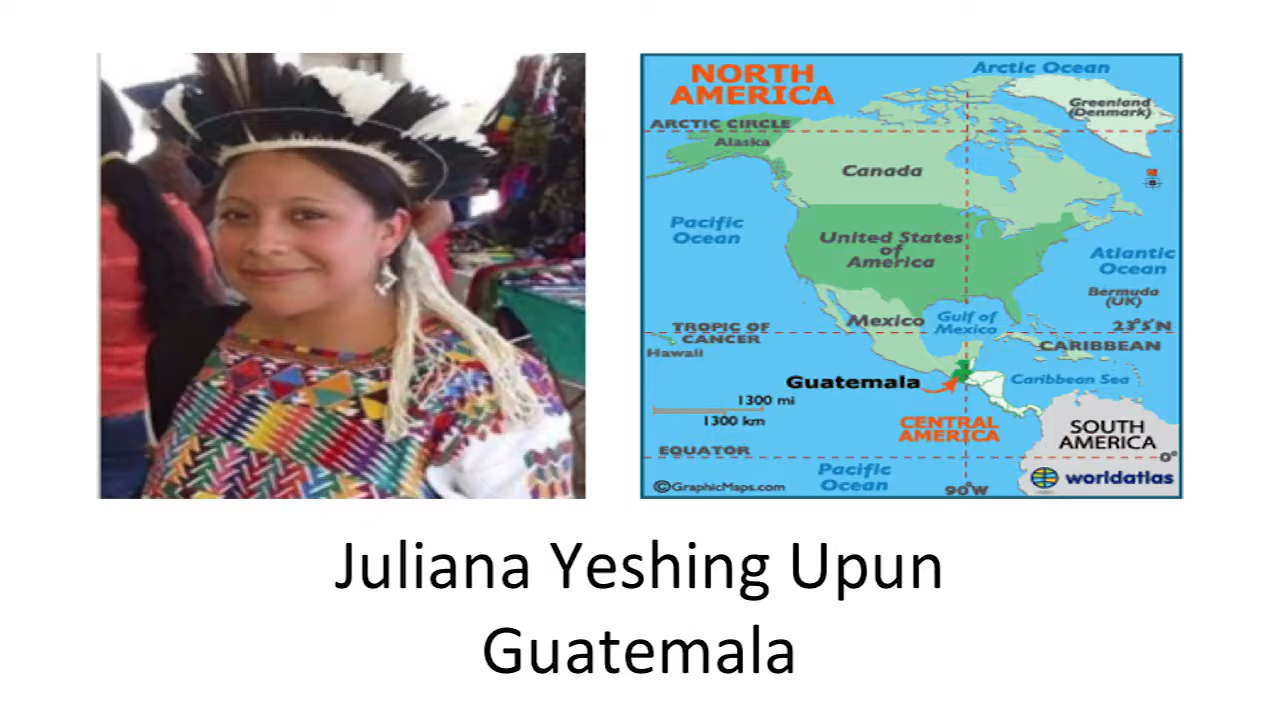 NORTH
AMERICA
Arctic Ocean
Greenland
(Denmark)
ARCTIC CIRCLE
Alaska
Canada
Pacific
Ocean
United States
of
America
Atlantic
Ocean
Bermuda
(UK)
Mexico
Gulf of
Mexico
23°5'N
TROPIC OF
CANCER
CARIBBEAN
Hawaii
Guatemala
Caribbean Sea
1300 mi
1300 km
CENTRAL
AMERICA
SOUTH
AMERICA
EQUATOR
0°
Pacific
Ocean
worldatlas
©GraphicMaps.com
90°W
Juliana Yeshing Upun
Guatemala